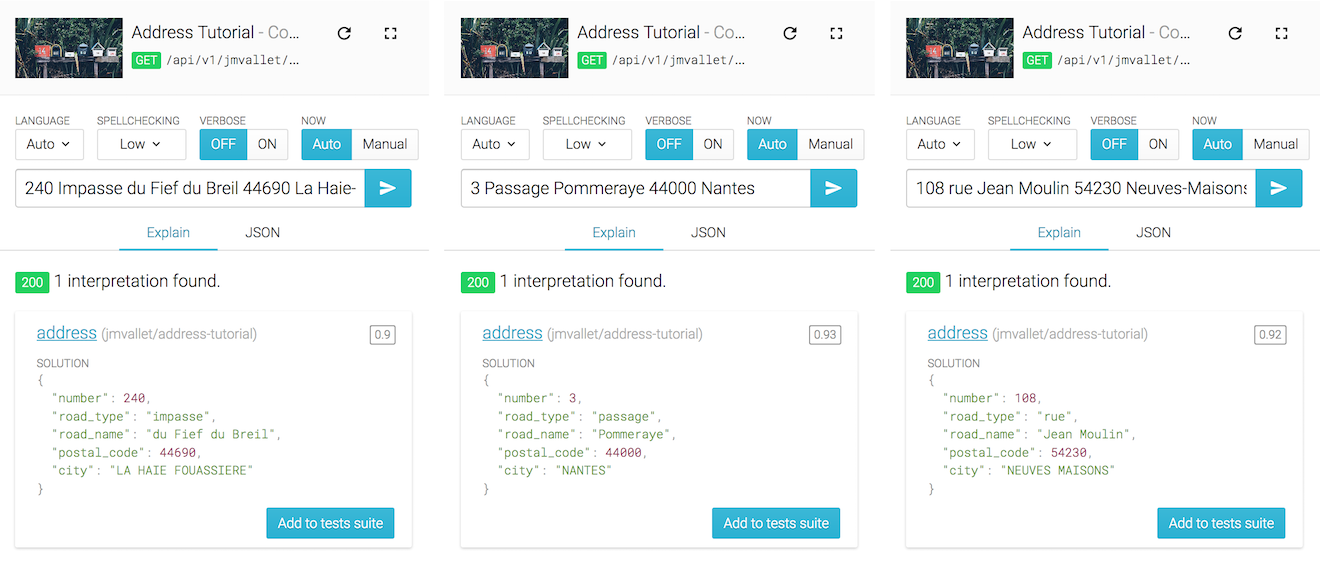 Address Tutorial - Co...
GET /api/v1/jmvallet/...
LANGUAGE SPELLCHECKING VERBOSE NOW
Auto Low OFF ON Auto Manual
240 Impasse du Fief du Breil 44690 La Haie-
Explain JSON
200 1 interpretation found.
address (jmvallet/address-tutorial) 0.9
SOLUTION
{
"number": 240,
"road_type": "impasse",
"road_name": "du Fief du Breil",
"postal_code": 44690,
"city": "LA HAIE FOUASSIERE"
}
Add to tests suite
Address Tutorial - Co...
GET /api/v1/jmvallet/...
LANGUAGE SPELLCHECKING VERBOSE NOW
Auto Low OFF ON Auto Manual
3 Passage Pommeraye 44000 Nantes
Explain JSON
200 1 interpretation found.
address (jmvallet/address-tutorial) 0.93
SOLUTION
{
"number": 3,
"road_type": "passage",
"road_name": "Pommeraye",
"postal_code": 44000,
"city": "NANTES"
}
Add to tests suite
Address Tutorial - Co...
GET /api/v1/jmvallet/...
LANGUAGE SPELLCHECKING VERBOSE NOW
Auto Low OFF ON Auto Manual
108 rue Jean Moulin 54230 Neuves-Maisons
Explain JSON
200 1 interpretation found.
address (jmvallet/address-tutorial) 0.92
SOLUTION
{
"number": 108,
"road_type": "rue",
"road_name": "Jean Moulin",
"postal_code": 54230,
"city": "NEUVES MAISONS"
}
Add to tests suite